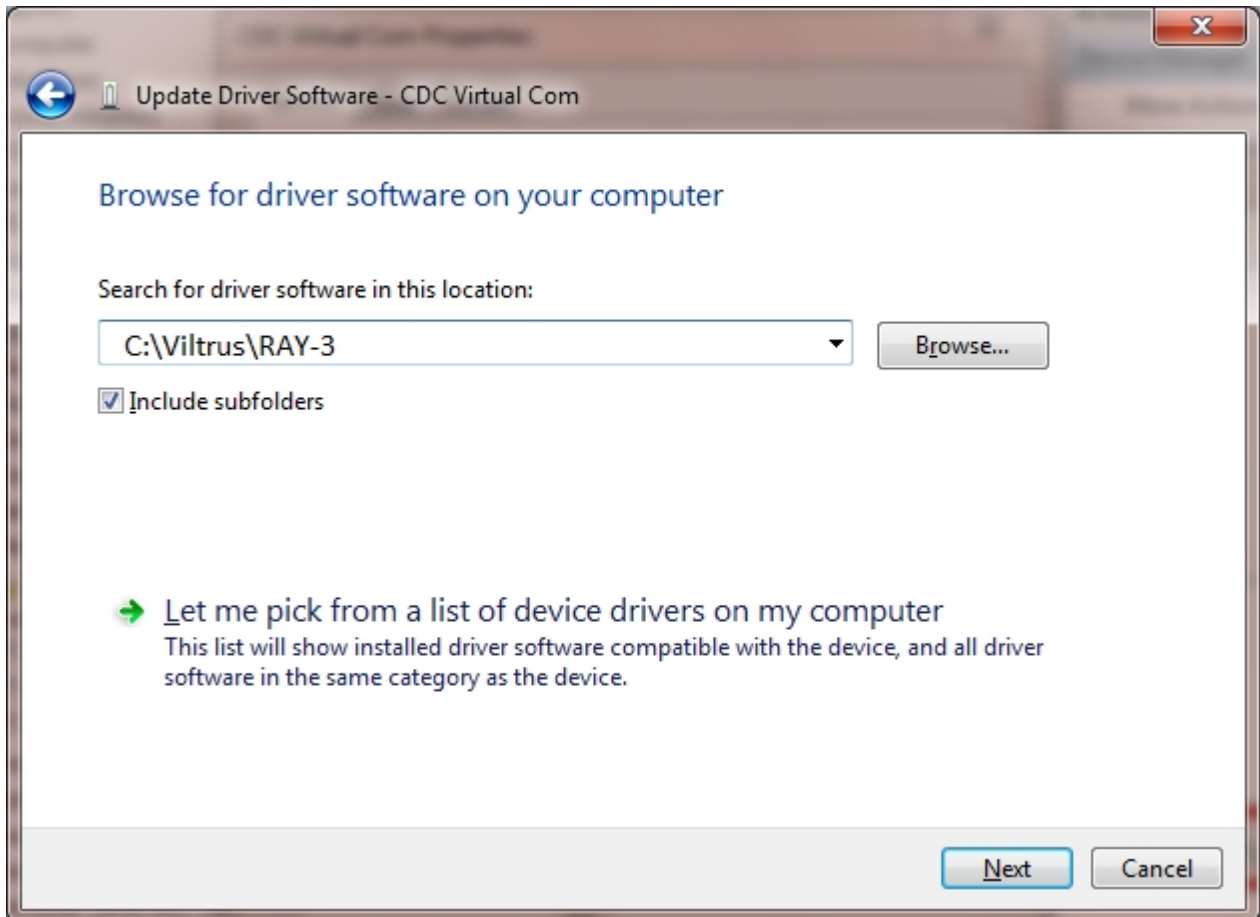 Update Driver Software - CDC Virtual Com
Browse for driver software on your computer
Search for driver software in this location:
C:\Viltrus\RAY-3
Browse...
Include subfolders
Let me pick from a list of device drivers on my computer
This list will show installed driver software compatible with the device, and all driver
software in the same category as the device.
Next
Cancel